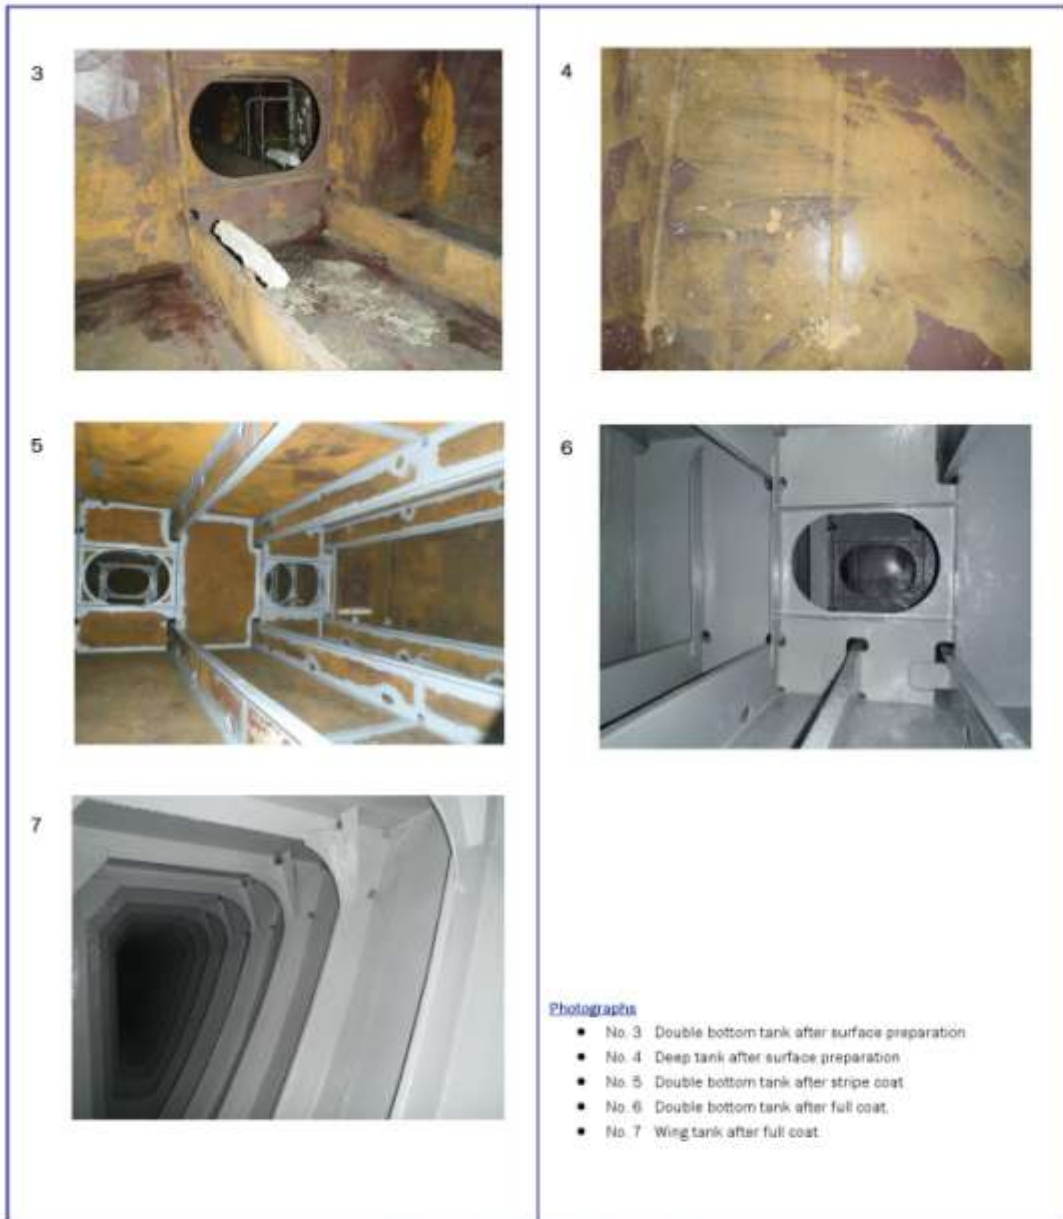 3
4
5
6
7
Photographs
● No. 3 Double bottom tank after surface preparation
● No. 4 Deep tank after surface preparation
● No. 5 Double bottom tank after stripe coat
● No. 6 Double bottom tank after full coat.
● No. 7 Wing tank after full coat